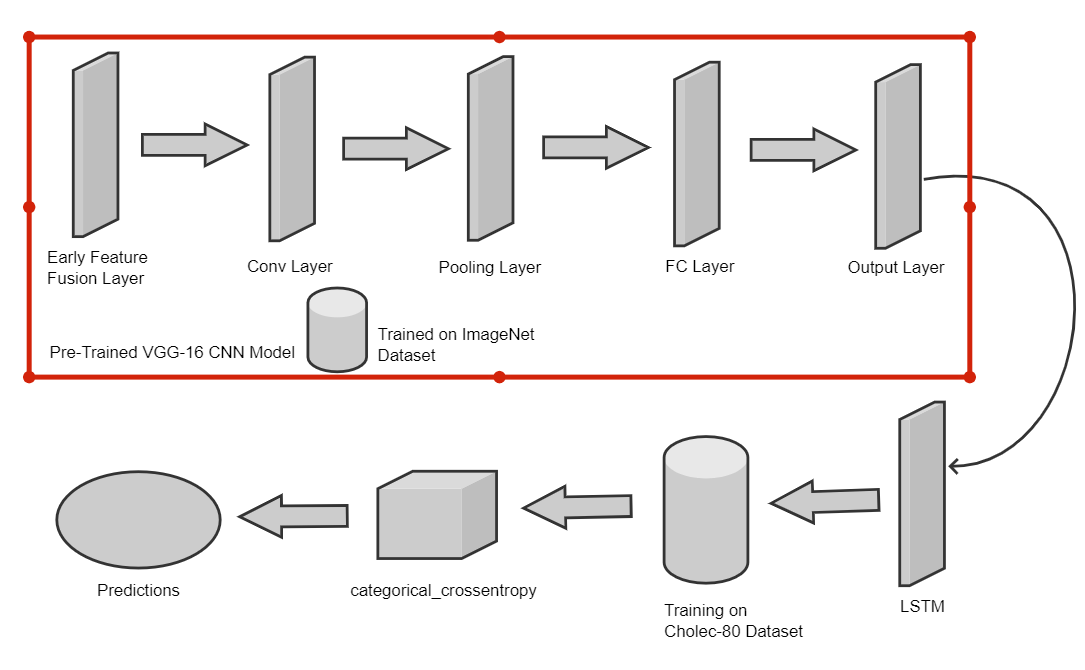 Early Feature
Fusion Layer
Conv Layer
Pooling Layer
FC Layer
Output Layer
Pre-Trained VGG-16 CNN Model
Trained on ImageNet
Dataset
Predictions
categorical_crossentropy
Training on
Cholec-80 Dataset
LSTM